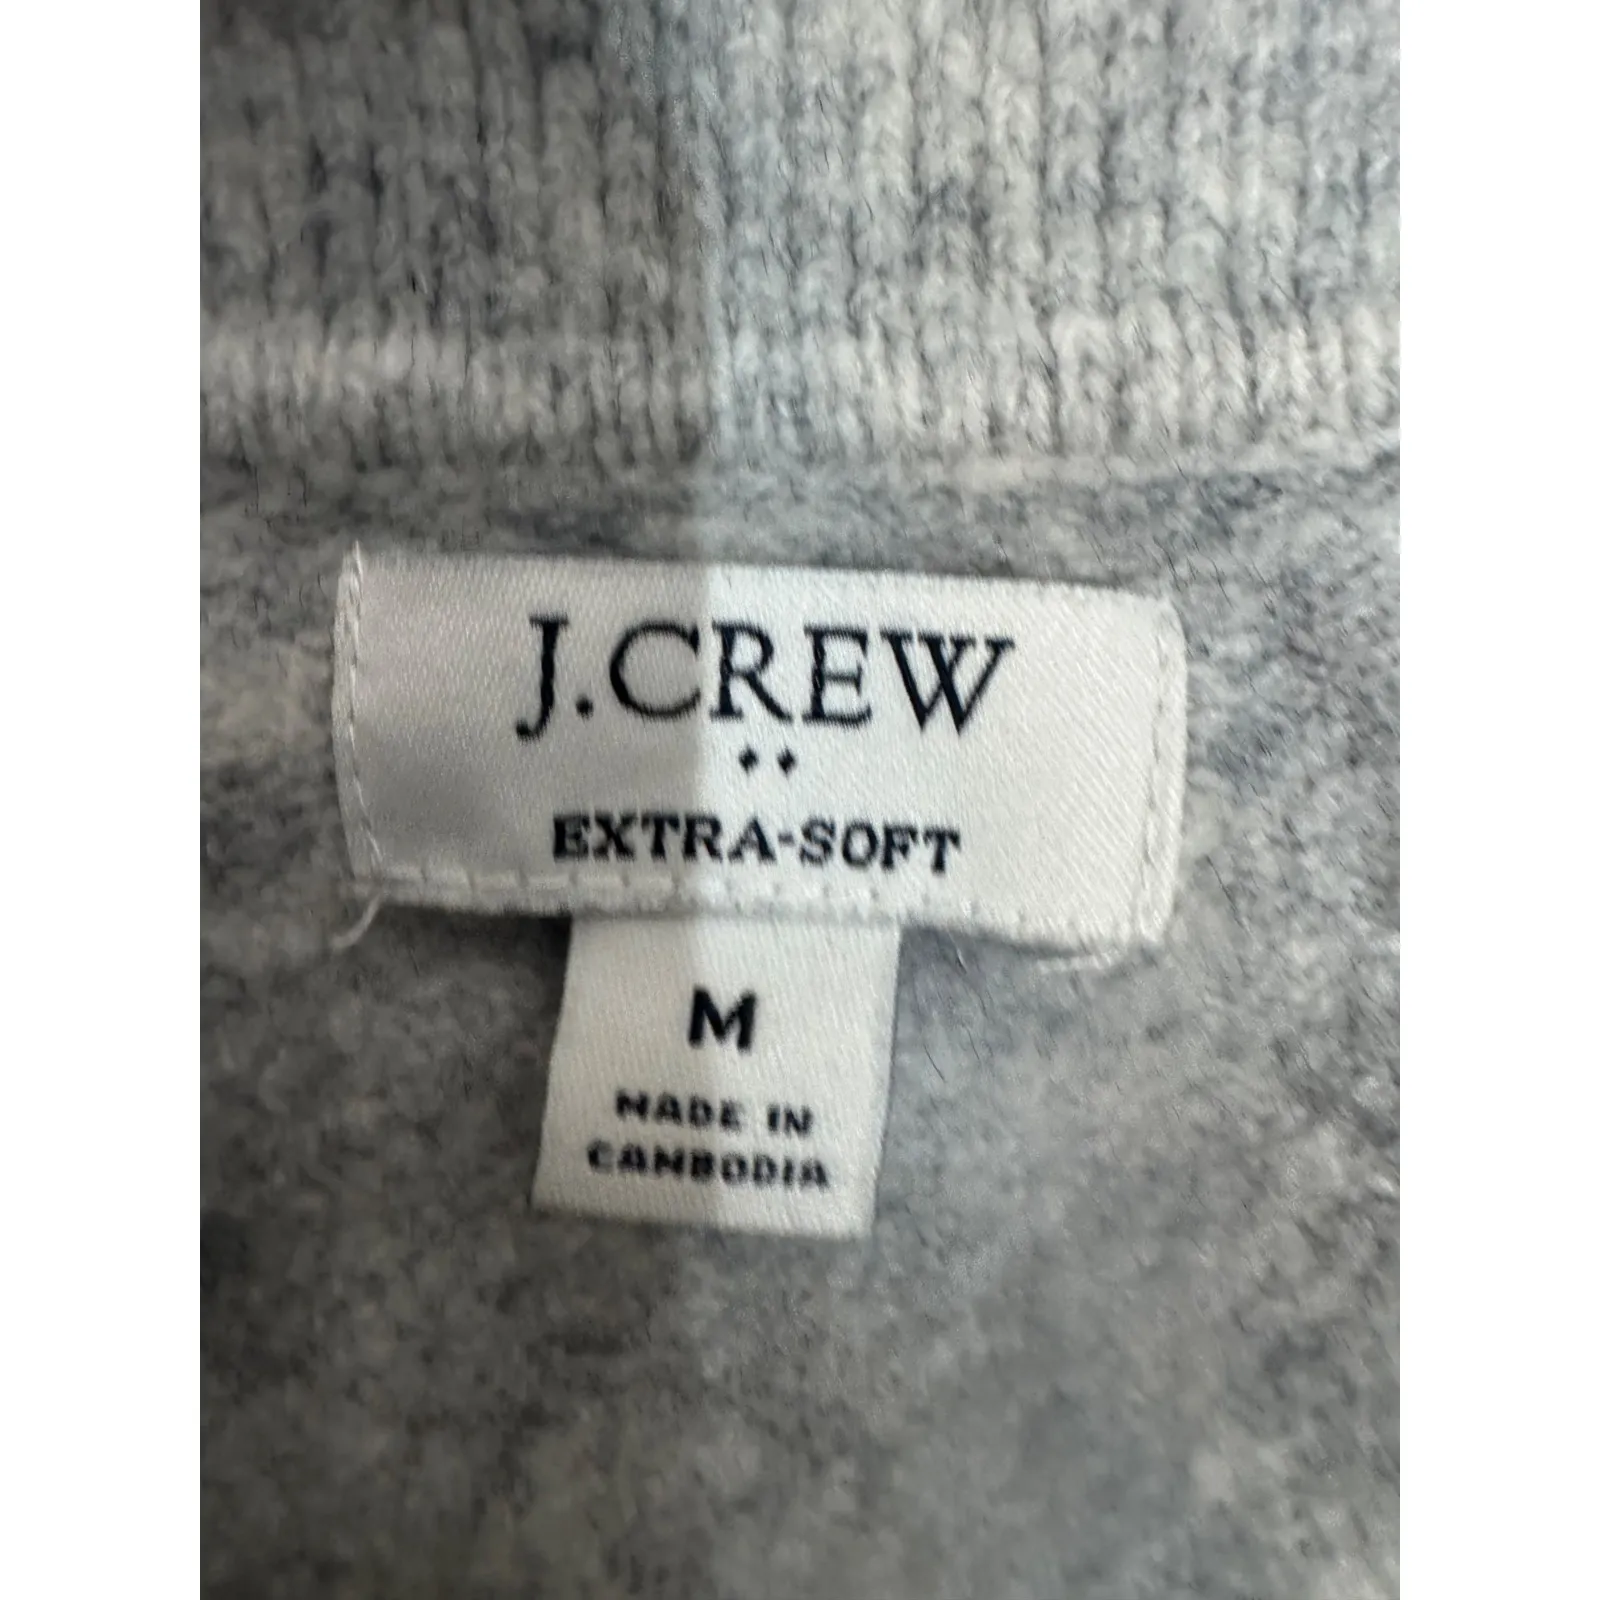 J.CREW
EXTRA-SOFT
M
MADE IN
CAMBODIA